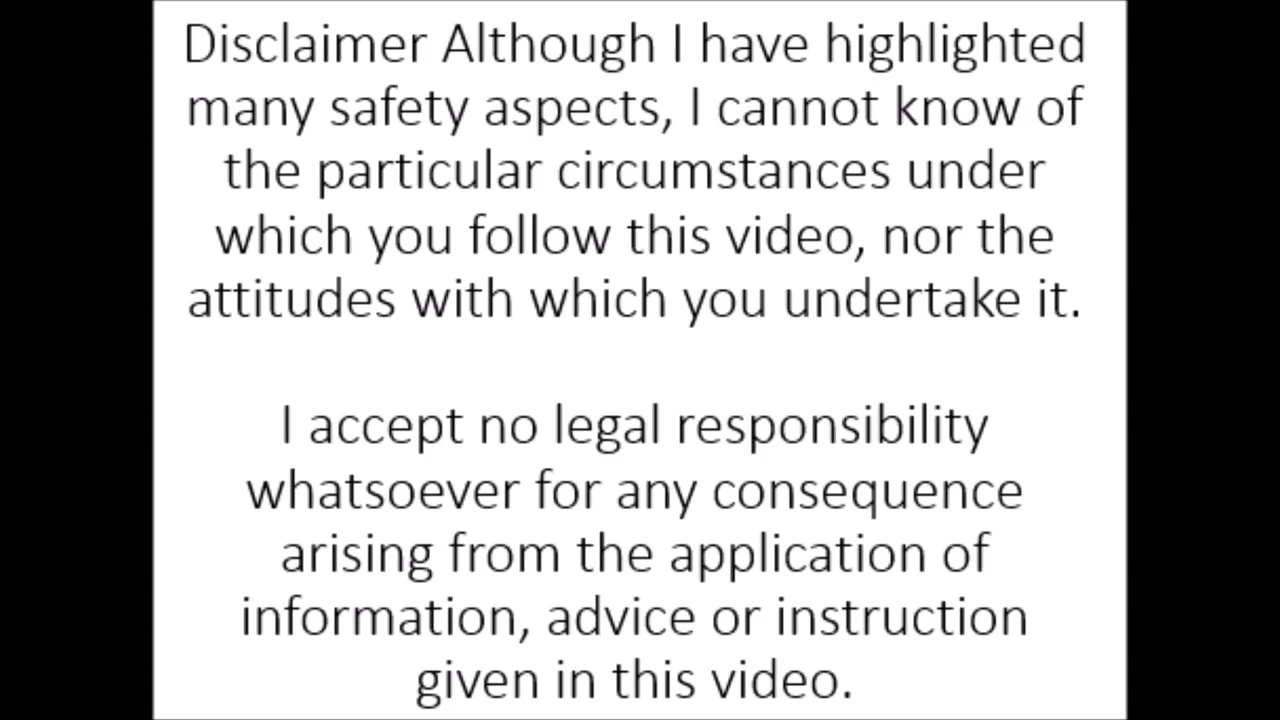 Disclaimer Although I have highlighted
many safety aspects, I cannot know of
the particular circumstances under
which you follow this video, nor the
attitudes with which you undertake it.
I accept no legal responsibility
whatsoever for any consequence
arising from the application of
information, advice or instruction
given in this video.